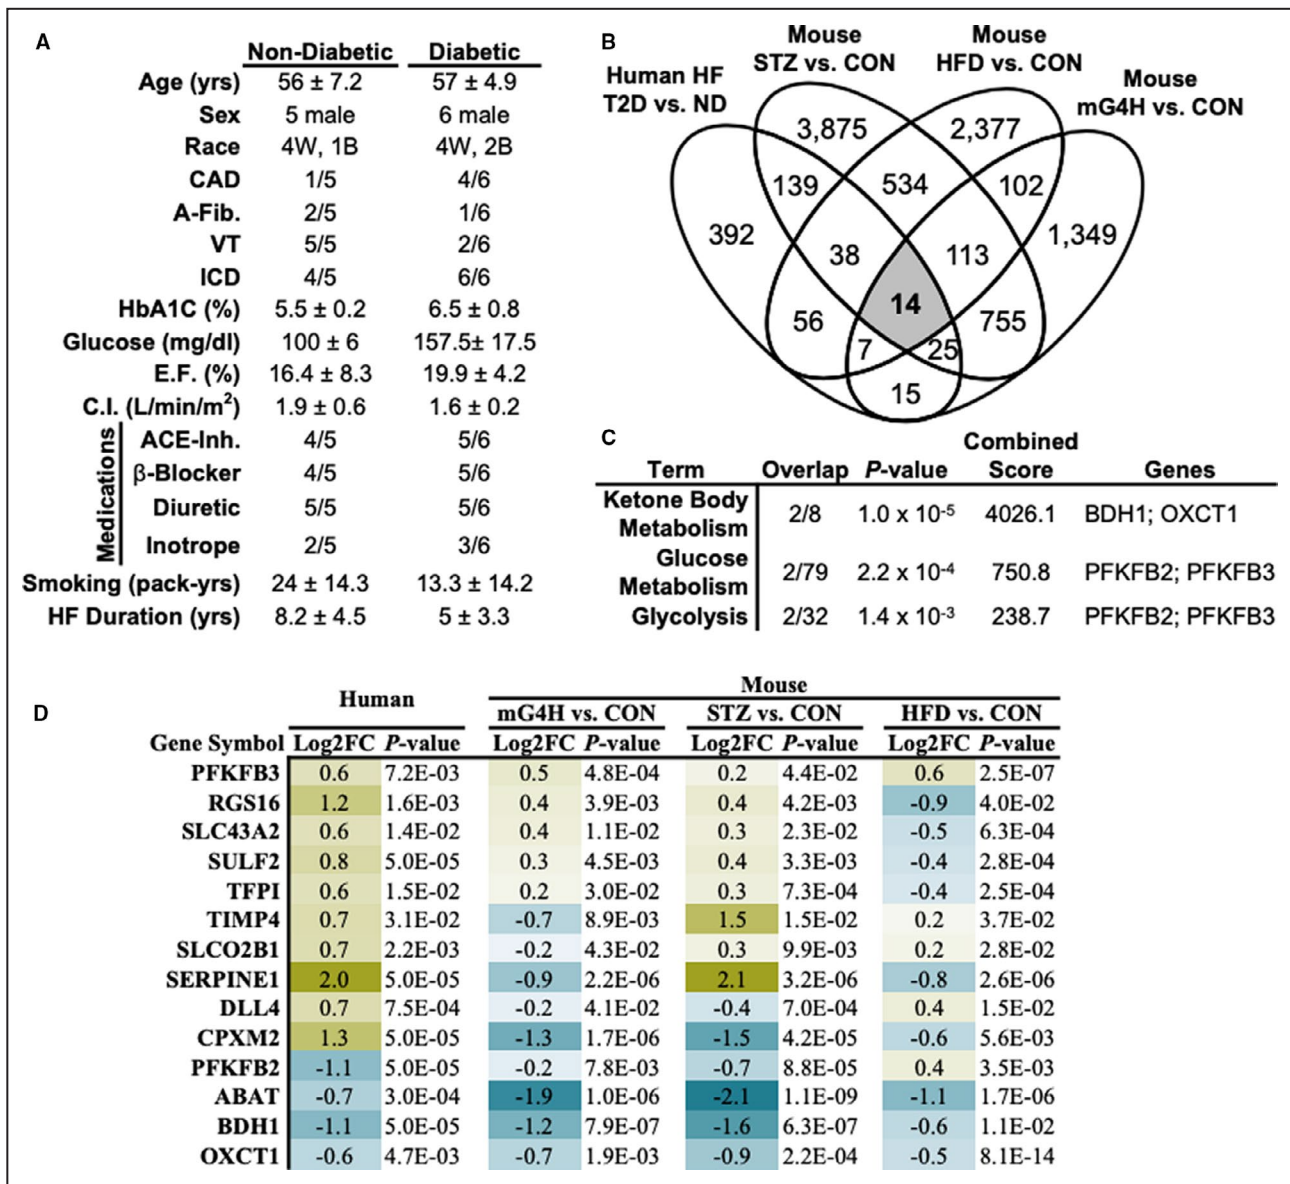 A
Non-Diabetic Diabetic
Age (yrs) 56 ± 7.2 57 ± 4.9
Sex 5 male 6 male
Race 4W, 1B 4W, 2B
CAD 1/5 4/6
A-Fib. 2/5 1/6
VT 5/5 2/6
ICD 4/5 6/6
HbA1C (%) 5.5 ± 0.2 6.5 ± 0.8
Glucose (mg/dl) 100 ± 6 157.5± 17.5
E.F. (%) 16.4 ± 8.3 19.9 ± 4.2
C.I. (L/min/m²) 1.9 ± 0.6 1.6 ± 0.2
Medications
ACE-Inh. 4/5 5/6
β-Blocker 4/5 5/6
Diuretic 5/5 5/6
Inotrope 2/5 3/6
Smoking (pack-yrs) 24 ± 14.3 13.3 ± 14.2
HF Duration (yrs) 8.2 ± 4.5 5 ± 3.3
B
Human HF
T2D vs. ND
Mouse
STZ vs. CON
Mouse
HFD vs. CON
Mouse
mG4H vs. CON
3,875 2,377
139 534 102
392 38 113 1,349
14
56 755
7 25
15
C
Term Overlap P-value Combined
Score Genes
Ketone Body
Metabolism 2/8 1.0 x 10⁻⁵ 4026.1 BDH1; OXCT1
Glucose
Metabolism 2/79 2.2 x 10⁻⁴ 750.8 PFKFB2; PFKFB3
Glycolysis 2/32 1.4 x 10⁻³ 238.7 PFKFB2; PFKFB3
D
Human Mouse
mG4H vs. CON STZ vs. CON HFD vs. CON
Gene Symbol Log2FC P-value Log2FC P-value Log2FC P-value Log2FC P-value
PFKFB3 0.6 7.2E-03 0.5 4.8E-04 0.2 4.4E-02 0.6 2.5E-07
RGS16 1.2 1.6E-03 0.4 3.9E-03 0.4 4.2E-03 -0.9 4.0E-02
SLC43A2 0.6 1.4E-02 0.4 1.1E-02 0.3 2.3E-02 -0.5 6.3E-04
SULF2 0.8 5.0E-05 0.3 4.5E-03 0.4 3.3E-03 -0.4 2.8E-04
TFPI 0.6 1.5E-02 0.2 3.0E-02 0.3 7.3E-04 -0.4 2.5E-04
TIMP4 0.7 3.1E-02 -0.7 8.9E-03 1.5 1.5E-02 0.2 3.7E-02
SLCO2B1 0.7 2.2E-03 -0.2 4.3E-02 0.3 9.9E-03 0.2 2.8E-02
SERPINE1 2.0 5.0E-05 -0.9 2.2E-06 2.1 3.2E-06 -0.8 2.6E-06
DLL4 0.7 7.5E-04 -0.2 4.1E-02 -0.4 7.0E-04 0.4 1.5E-02
CPXM2 1.3 5.0E-05 -1.3 1.7E-06 -1.5 4.2E-05 -0.6 5.6E-03
PFKFB2 -1.1 5.0E-05 -0.2 7.8E-03 -0.7 8.8E-05 0.4 3.5E-03
ABAT -0.7 3.0E-04 -1.9 1.0E-06 -2.1 1.1E-09 -1.1 1.7E-06
BDH1 -1.1 5.0E-05 -1.2 7.9E-07 -1.6 6.3E-07 -0.6 1.1E-02
OXCT1 -0.6 4.7E-03 -0.7 1.9E-03 -0.9 2.2E-04 -0.5 8.1E-14